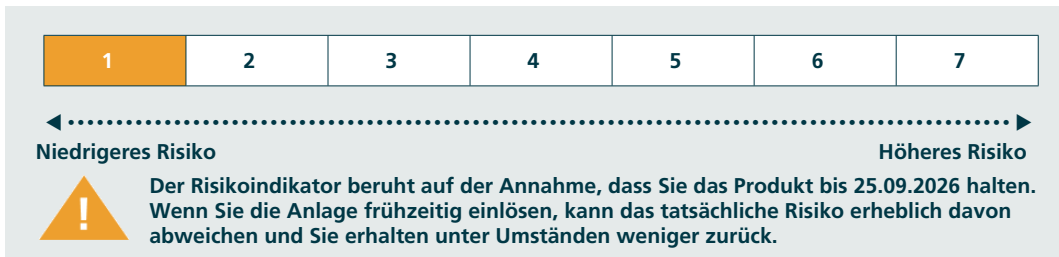 1 2 3 4 5 6 7
Niedrigeres Risiko Höheres Risiko
Der Risikoindikator beruht auf der Annahme, dass Sie das Produkt bis 25.09.2026 halten.
Wenn Sie die Anlage frühzeitig einlösen, kann das tatsächliche Risiko erheblich davon
abweichen und Sie erhalten unter Umständen weniger zurück.
!